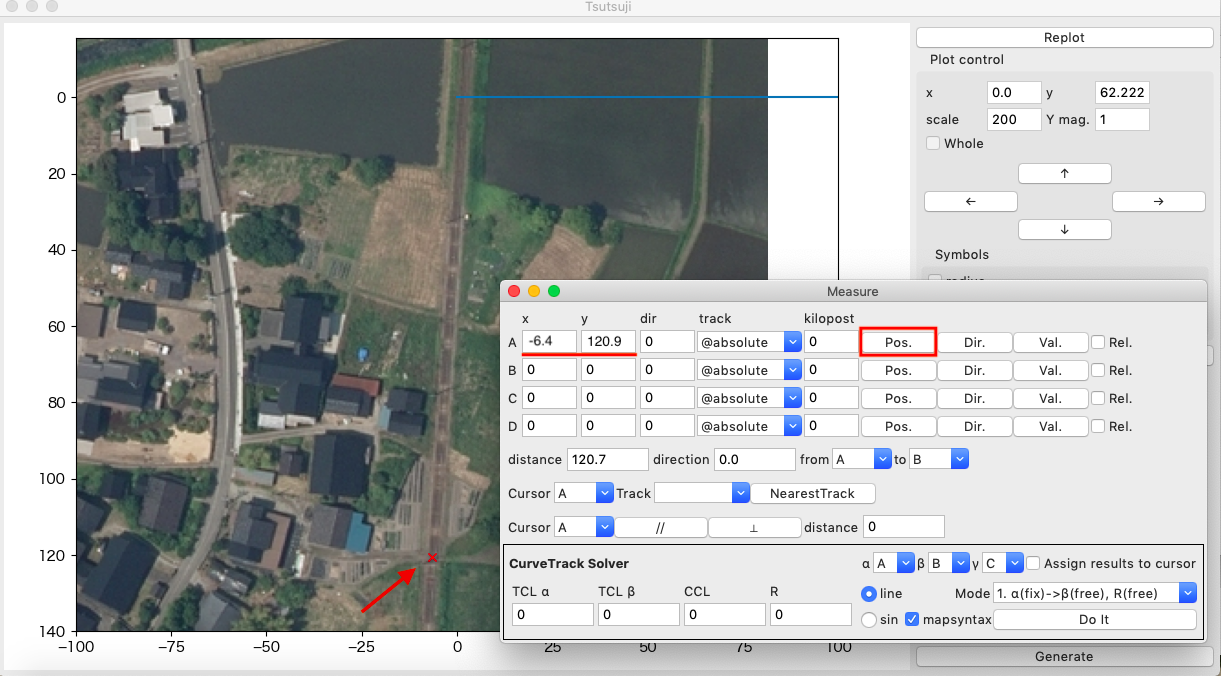 Tsutsuji
Replot
Plot control
x 0.0 y 62.222
scale 200 Y mag. 1
Whole
↑
← →
↓
Symbols
0
20
40
60
80
100
120
140
−100 −75 −50 −25 0 25 50 75 100
Measure
x y dir track kilopost
A -6.4 120.9 0 @absolute 0 Pos. Dir. Val. Rel.
B 0 0 0 @absolute 0 Pos. Dir. Val. Rel.
C 0 0 0 @absolute 0 Pos. Dir. Val. Rel.
D 0 0 0 @absolute 0 Pos. Dir. Val. Rel.
distance 120.7 direction 0.0 from A to B
Cursor A Track NearestTrack
Cursor A // ⊥ distance 0
CurveTrack Solver α A β B γ C Assign results to cursor
TCL α TCL β CCL R line Mode 1. α(fix)->β(free), R(free)
0 0 0 0 sin mapsyntax Do It
Generate